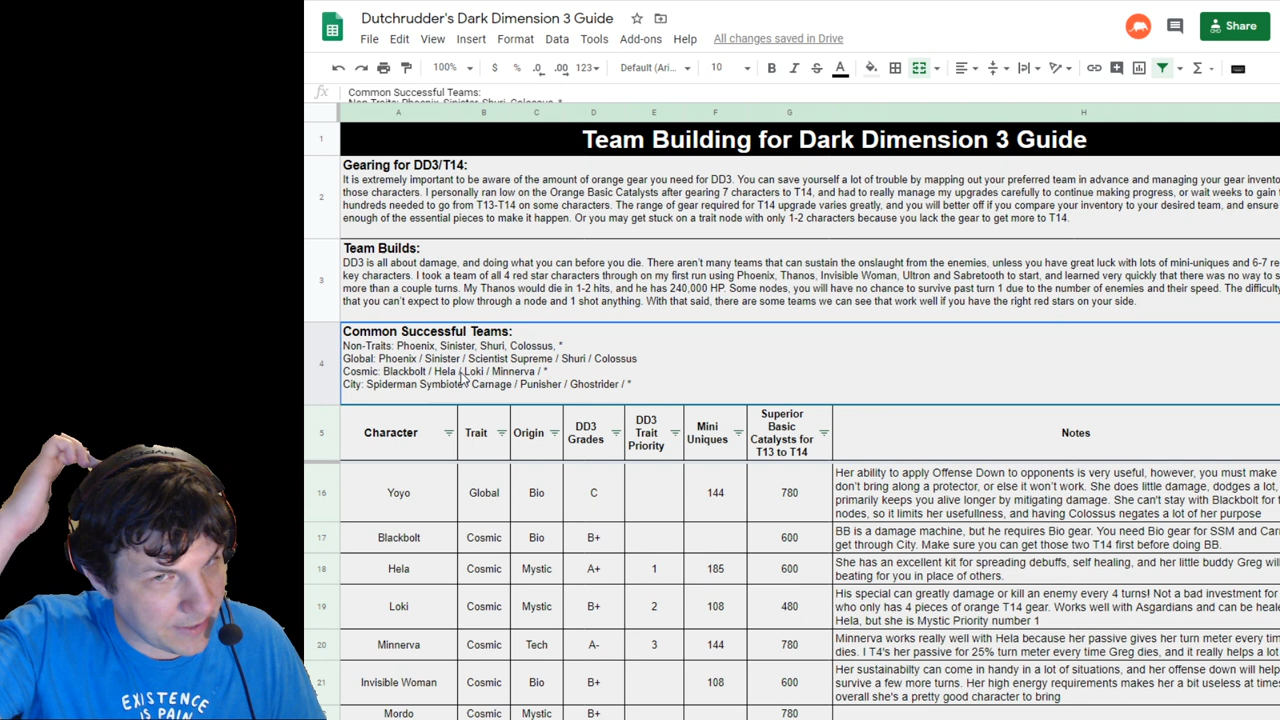 Dutchrudder's Dark Dimension 3 Guide
File Edit View Insert Format Data Tools Add-ons Help All changes saved in Drive
Share
100% $ % .0 .00 123 Default (Ari... 10 B I S A
fx Common Successful Teams:
Non-Traits: Phoenix, Sinister, Shuri, Colossus, *
A B C D E F G H
1 Team Building for Dark Dimension 3 Guide
Gearing for DD3/T14:
It is extremely important to be aware of the amount of orange gear you need for DD3. You can save yourself a lot of trouble by mapping out your preferred team in advance and managing your gear invento
2 those characters. I personally ran low on the Orange Basic Catalysts after gearing 7 characters to T14, and had to really manage my upgrades carefully to continue making progress, or wait weeks to gain
hundreds needed to go from T13-T14 on some characters. The range of gear required for T14 upgrade varies greatly, and you will better off if you compare your inventory to your desired team, and ensure
enough of the essential pieces to make it happen. Or you may get stuck on a trait node with only 1-2 characters because you lack the gear to get more to T14.
Team Builds:
DD3 is all about damage, and doing what you can before you die. There aren't many teams that can sustain the onslaught from the enemies, unless you have great luck with lots of mini-uniques and 6-7 re
3 key characters. I took a team of all 4 red star characters through on my first run using Phoenix, Thanos, Invisible Woman, Ultron and Sabretooth to start, and learned very quickly that there was no way to s
more than a couple turns. My Thanos would die in 1-2 hits, and he has 240,000 HP. Some nodes, you will have no chance to survive past turn 1 due to the number of enemies and their speed. The difficult
that you can't expect to plow through a node and 1 shot anything. With that said, there are some teams we can see that work well if you have the right red stars on your side.
Common Successful Teams:
Non-Traits: Phoenix, Sinister, Shuri, Colossus, *
4 Global: Phoenix / Sinister / Scientist Supreme / Shuri / Colossus
Cosmic: Blackbolt / Hela / Loki / Minnerva / *
City: Spiderman Symbiote / Carnage / Punisher / Ghostrider / *
5 Character Trait Origin DD3 Grades DD3 Trait Priority Mini Uniques Superior Basic Catalysts for T13 to T14 Notes
16 Yoyo Global Bio C 144 780 Her ability to apply Offense Down to opponents is very useful, however, you must make
don't bring along a protector, or else it won't work. She does little damage, dodges a lot,
primarily keeps you alive longer by mitigating damage. She can't stay with Blackbolt for
nodes, so it limits her usefullness, and having Colossus negates a lot of her purpose
17 Blackbolt Cosmic Bio B+ 600 BB is a damage machine, but he requires Bio gear. You need Bio gear for SSM and Car
get through City. Make sure you can get those two T14 first before doing BB.
18 Hela Cosmic Mystic A+ 1 185 600 She has an excellent kit for spreading debuffs, self healing, and her little buddy Greg wil
beating for you in place of others.
19 Loki Cosmic Mystic B+ 2 108 480 His special can greatly damage or kill an enemy every 4 turns! Not a bad investment for
who only has 4 pieces of orange T14 gear. Works well with Asgardians and can be heal
Hela, but she is Mystic Priority number 1
20 Minnerva Cosmic Tech A- 3 144 780 Minnerva works really well with Hela because her passive gives her turn meter every tim
dies. I T4's her passive for 25% turn meter every time Greg dies, and it really helps a lot
21 Invisible Woman Cosmic Bio B+ 108 600 Her sustainabilty can come in handy in a lot of situations, and her offense down will help
survive a few more turns. Her high energy requirements makes her a bit useless at times
overall she's a pretty good character to bring
Mordo Cosmic Mystic B+ 780
EXISTENCE
IS PAIN